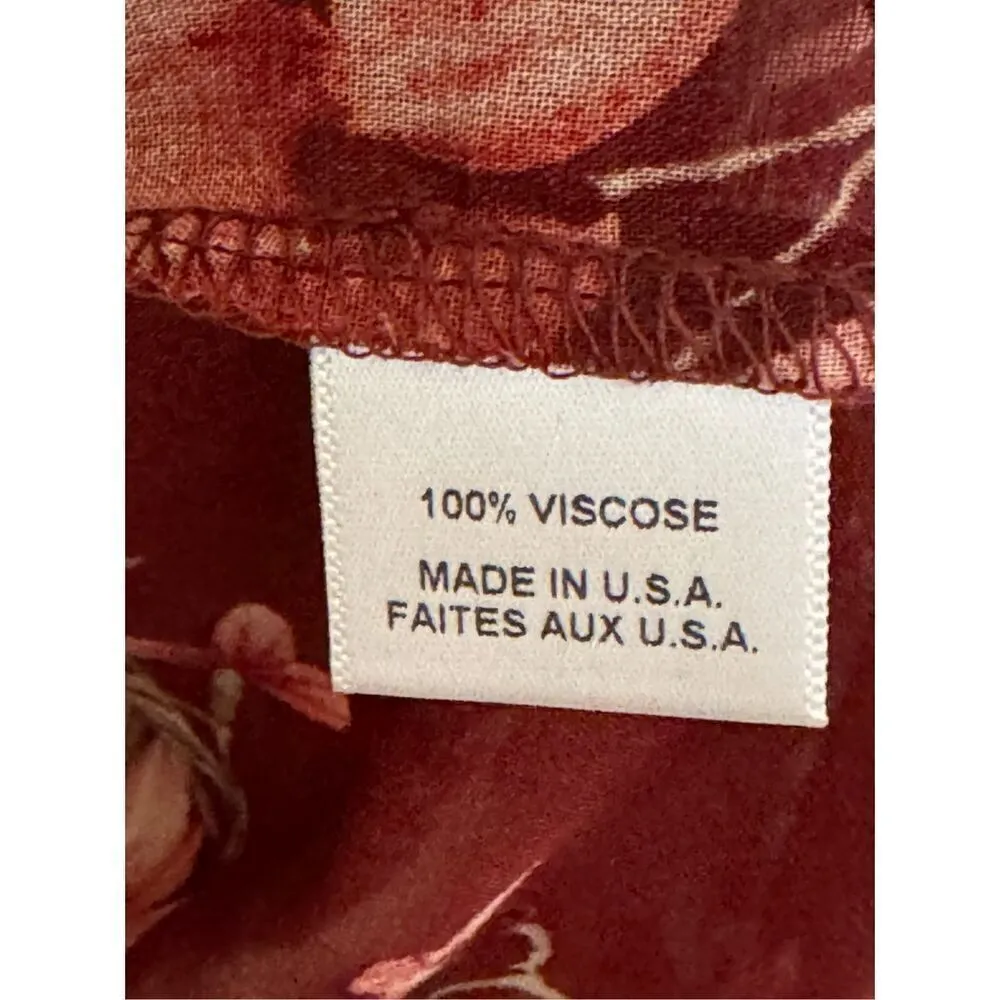 100% VISCOSE
MADE IN U.S.A.
FAITES AUX U.S.A.